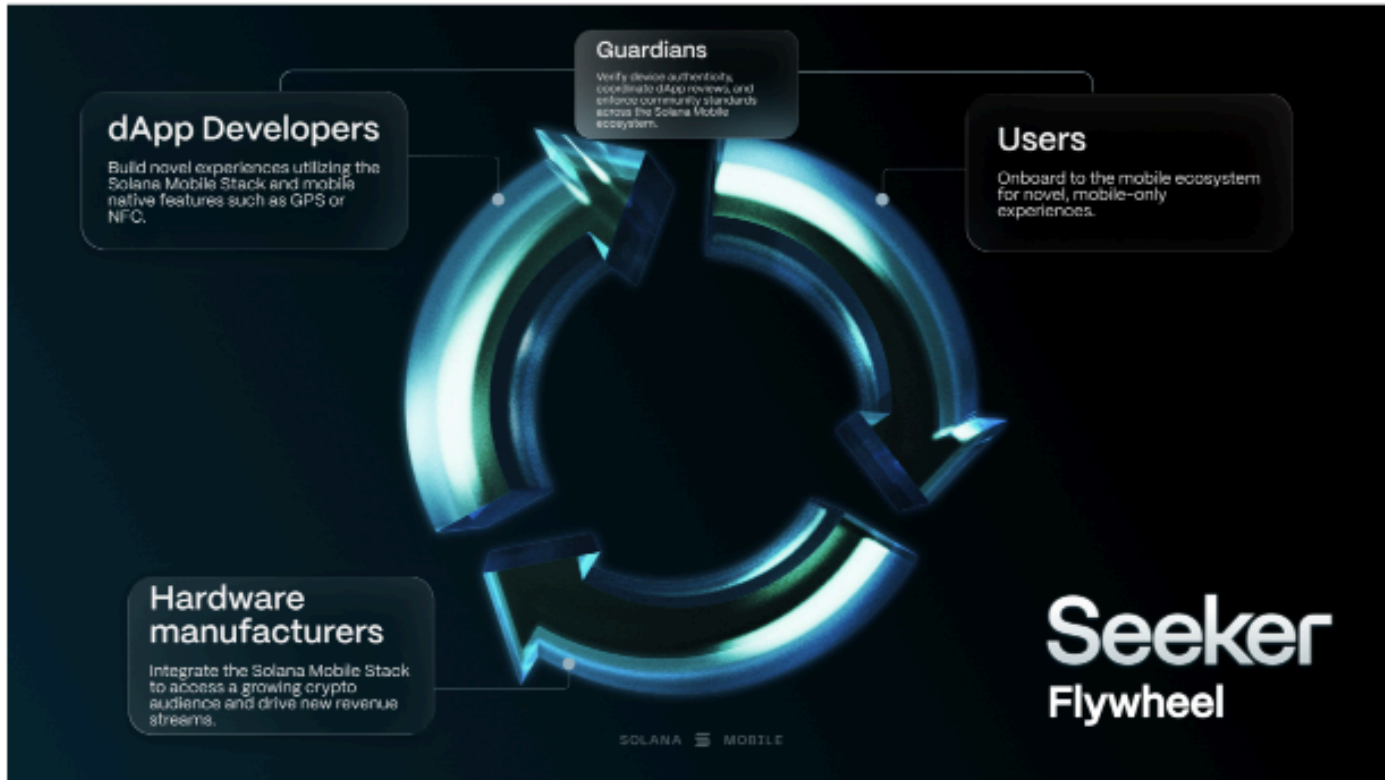 Guardians
Verify device authenticity,
coordinate dApp reviews, and
enforce community standards
across the Solana Mobile
ecosystem.
dApp Developers
Build novel experiences utilizing the
Solana Mobile Stack and mobile
native features such as GPS or
NFC.
Users
Onboard to the mobile ecosystem
for novel, mobile-only
experiences.
Hardware
manufacturers
Integrate the Solana Mobile Stack
to access a growing crypto
audience and drive new revenue
streams.
Seeker
Flywheel
SOLANA MOBILE